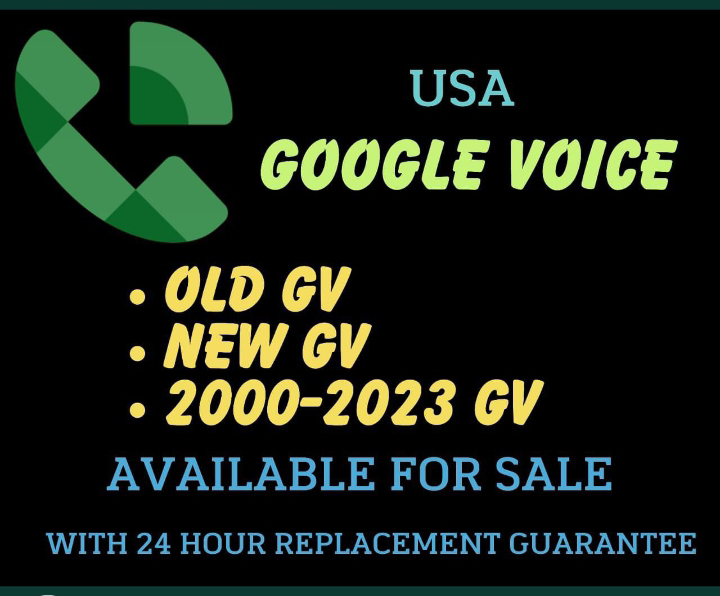 USA
GOOGLE VOICE
• OLD GV
• NEW GV
• 2000-2023 GV
AVAILABLE FOR SALE
WITH 24 HOUR REPLACEMENT GUARANTEE